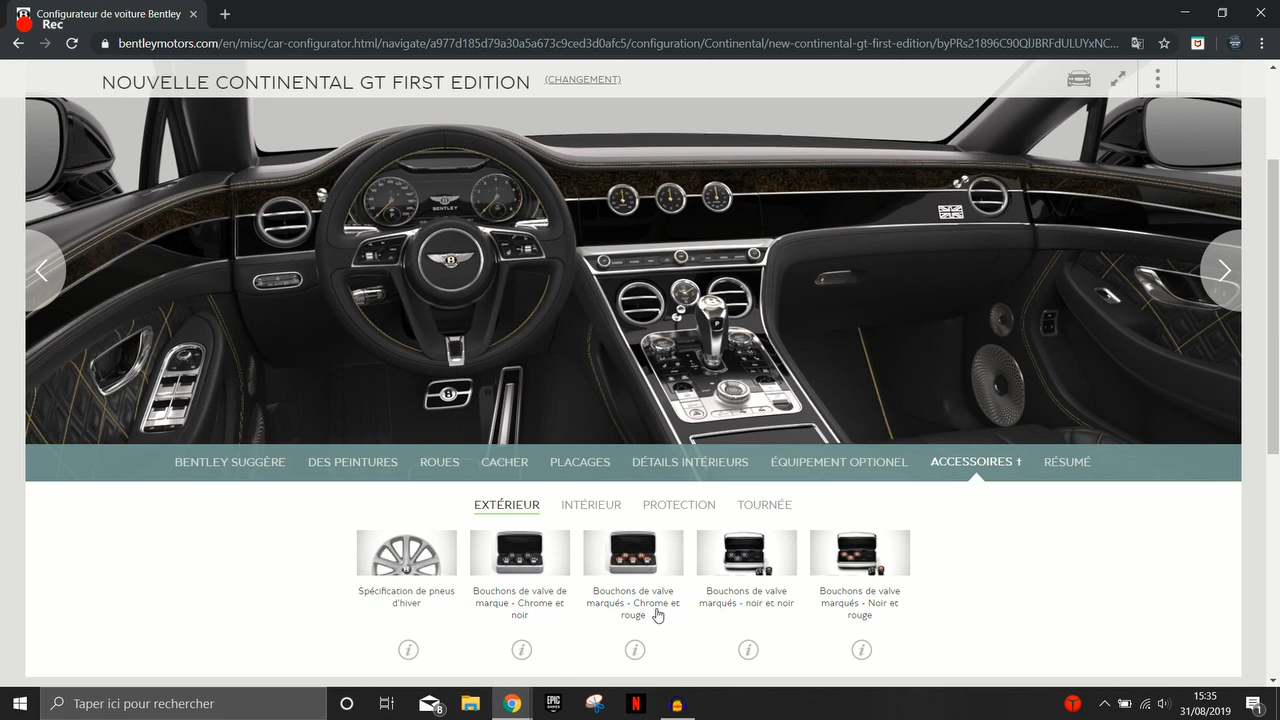 Configurateur de voiture Bentley
Rec
bentleymotors.com/en/misc/car-configurator.html/navigate/a977d185d79a30a5a673c9ced3d0afc5/configuration/Continental/new-continental-gt-first-edition/byPRs21896C90QlJBRFdULUYxNC...
NOUVELLE CONTINENTAL GT FIRST EDITION (CHANGEMENT)
BENTLEY
P
BENTLEY SUGGÈRE DES PEINTURES ROUES CACHER PLACAGES DÉTAILS INTÉRIEURS ÉQUIPEMENT OPTIONEL ACCESSOIRES † RÉSUMÉ
EXTÉRIEUR INTÉRIEUR PROTECTION TOURNÉE
Spécification de pneus
d'hiver
Bouchons de valve de
marque - Chrome et
noir
Bouchons de valve
marqués - Chrome et
rouge
Bouchons de valve
marqués - noir et noir
Bouchons de valve
marqués - Noir et
rouge
Taper ici pour rechercher
8
EPIC
GAMES
N
15:35
31/08/2019
1